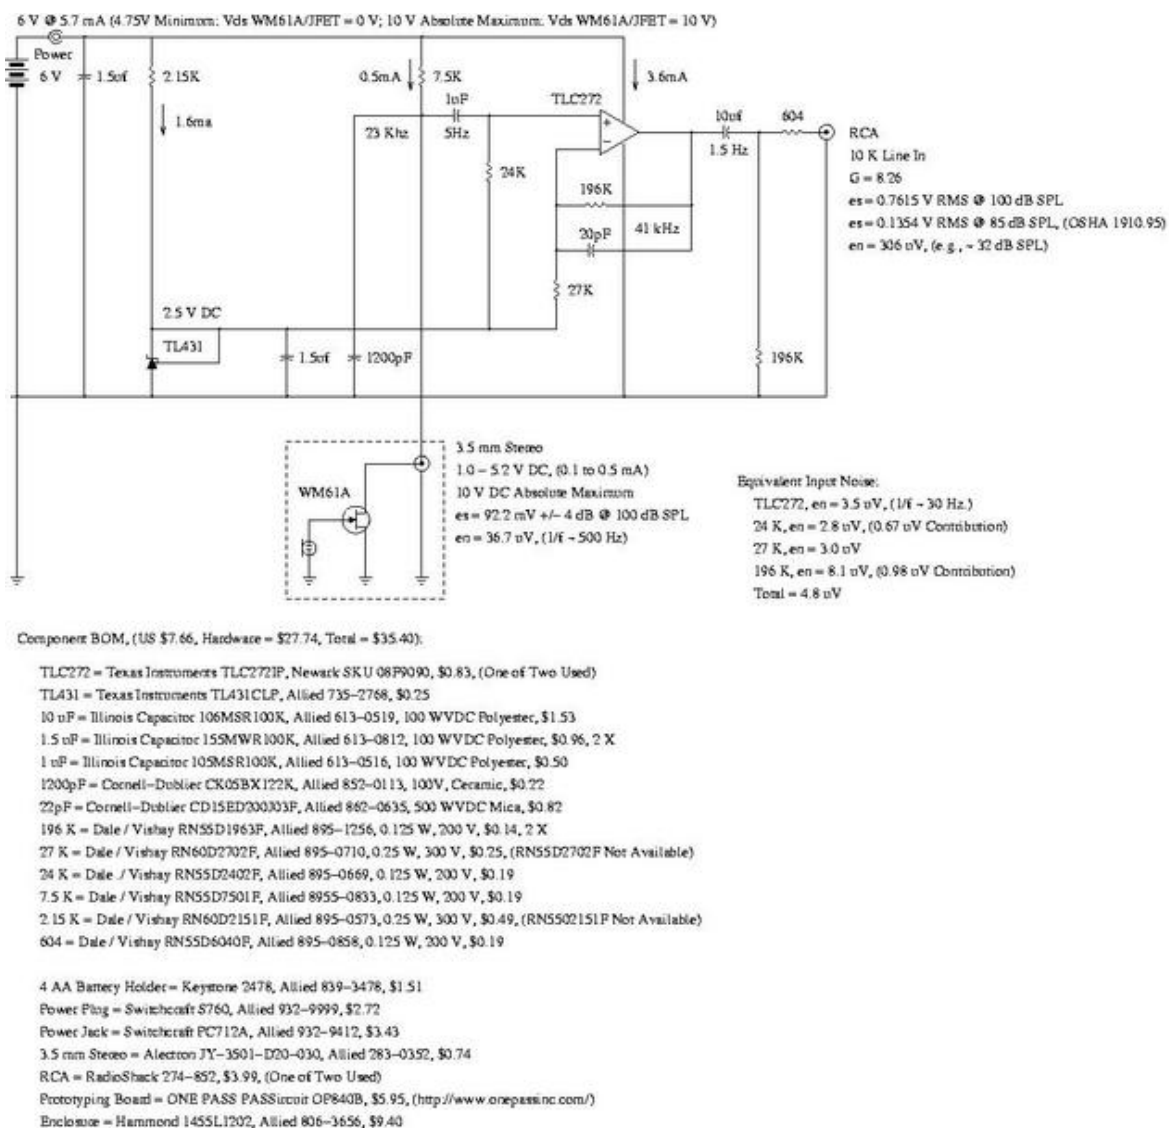 6 V @ 5.7 mA (4.75V Minimum: Vds WM61A/JFET = 0 V; 10 V Absolute Maximum: Vds WM61A/JFET = 10 V)
Power
6 V
1.5uf
2.15K
1.6ma
0.5mA
7.5K
3.6mA
1uF
5Hz
23 Khz
TLC272
+
−
24K
196K
20pF
41 kHz
27K
10uf
1.5 Hz
604
RCA
10 K Line In
G = 8.26
es = 0.7615 V RMS @ 100 dB SPL
es = 0.1354 V RMS @ 85 dB SPL, (OSHA 1910.95)
en = 306 uV, (e.g., ~ 32 dB SPL)
2.5 V DC
TL431
1.5uf
1200pF
196K
3.5 mm Stereo
1.0 – 5.2 V DC, (0.1 to 0.5 mA)
10 V DC Absolute Maximum
es = 92.2 mV +/– 4 dB @ 100 dB SPL
en = 36.7 uV, (1/f ~ 500 Hz)
WM61A
Equivalent Input Noise:
TLC272, en = 3.5 uV, (1/f ~ 30 Hz.)
24 K, en = 2.8 uV, (0.67 uV Contribution)
27 K, en = 3.0 uV
196 K, en = 8.1 uV, (0.98 uV Contribution)
Total = 4.8 uV
Component BOM, (US $7.66, Hardware = $27.74, Total = $35.40):
TLC272 = Texas Instruments TLC272IP, Newark SKU 08F9090, $0.83, (One of Two Used)
TL431 = Texas Instruments TL431CLP, Allied 735–2768, $0.25
10 uF = Illinois Capacitor 106MSR100K, Allied 613–0519, 100 WVDC Polyester, $1.53
1.5 uF = Illinois Capacitor 155MWR100K, Allied 613–0812, 100 WVDC Polyester, $0.96, 2 X
1 uF = Illinois Capacitor 105MSR100K, Allied 613–0516, 100 WVDC Polyester, $0.50
1200pF = Cornell–Dublier CK05BX122K, Allied 852–0113, 100V, Ceramic, $0.22
22pF = Cornell–Dublier CD15ED200J03F, Allied 862–0635, 500 WVDC Mica, $0.82
196 K = Dale / Vishay RN55D1963F, Allied 895–1256, 0.125 W, 200 V, $0.14, 2 X
27 K = Dale / Vishay RN60D2702F, Allied 895–0710, 0.25 W, 300 V, $0.25, (RN55D2702F Not Available)
24 K = Dale / Vishay RN55D2402F, Allied 895–0669, 0.125 W, 200 V, $0.19
7.5 K = Dale / Vishay RN55D7501F, Allied 8955–0833, 0.125 W, 200 V, $0.19
2.15 K = Dale / Vishay RN60D2151F, Allied 895–0573, 0.25 W, 300 V, $0.49, (RN5502151F Not Available)
604 = Dale / Vishay RN55D6040F, Allied 895–0858, 0.125 W, 200 V, $0.19
4 AA Battery Holder = Keystone 2478, Allied 839–3478, $1.51
Power Plug = Switchcraft S760, Allied 932–9999, $2.72
Power Jack = Switchcraft PC712A, Allied 932–9412, $3.43
3.5 mm Stereo = Alectron JY–3501–D20–030, Allied 283–0352, $0.74
RCA = RadioShack 274–852, $3.99, (One of Two Used)
Prototyping Board = ONE PASS PASSircuit OP840B, $5.95, (http://www.onepassinc.com/)
Enclosure = Hammond 1455L1202, Allied 806–3656, $9.40